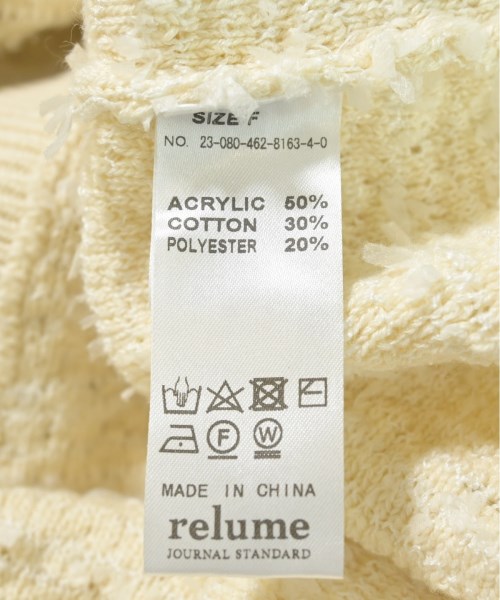 SIZE F
NO. 23-080-462-8163-4-0
ACRYLIC 50%
COTTON 30%
POLYESTER 20%
F W
MADE IN CHINA
relume
JOURNAL STANDARD